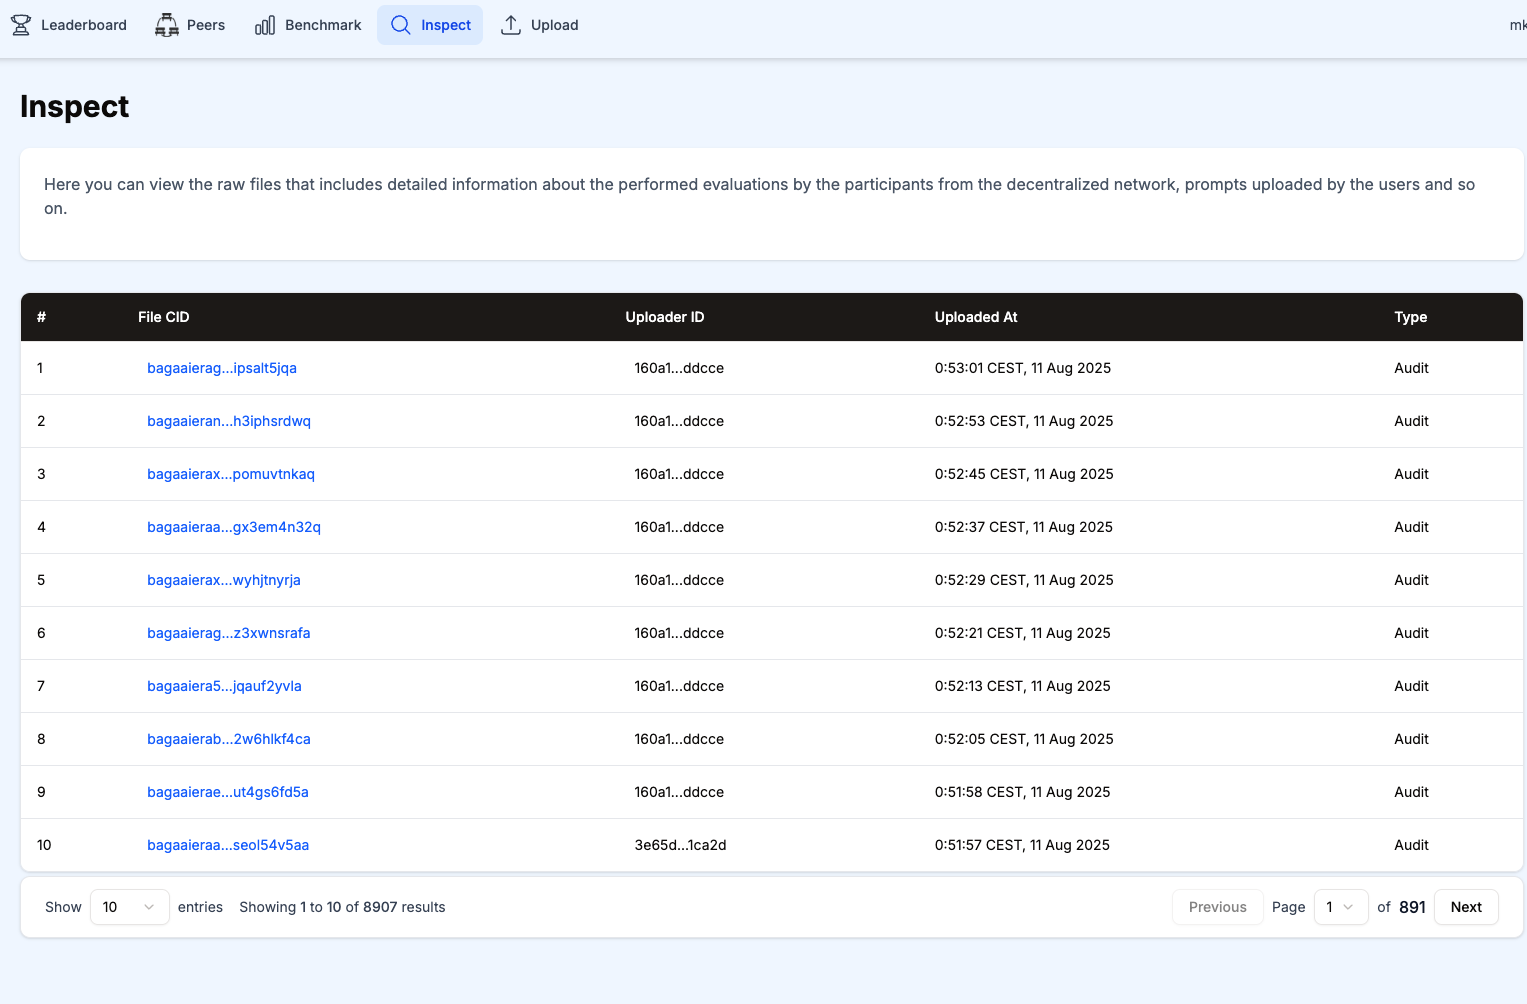 Leaderboard Peers Benchmark Inspect Upload mk
Inspect
Here you can view the raw files that includes detailed information about the performed evaluations by the participants from the decentralized network, prompts uploaded by the users and so
on.
# File CID Uploader ID Uploaded At Type
1 bagaaierag...ipsalt5jqa 160a1...ddcce 0:53:01 CEST, 11 Aug 2025 Audit
2 bagaaieran...h3iphsrdwq 160a1...ddcce 0:52:53 CEST, 11 Aug 2025 Audit
3 bagaaierax...pomuvtnkaq 160a1...ddcce 0:52:45 CEST, 11 Aug 2025 Audit
4 bagaaieraa...gx3em4n32q 160a1...ddcce 0:52:37 CEST, 11 Aug 2025 Audit
5 bagaaierax...wyhjtnyrja 160a1...ddcce 0:52:29 CEST, 11 Aug 2025 Audit
6 bagaaierag...z3xwnsrafa 160a1...ddcce 0:52:21 CEST, 11 Aug 2025 Audit
7 bagaaiera5...jqauf2yvla 160a1...ddcce 0:52:13 CEST, 11 Aug 2025 Audit
8 bagaaierab...2w6hlkf4ca 160a1...ddcce 0:52:05 CEST, 11 Aug 2025 Audit
9 bagaaierae...ut4gs6fd5a 160a1...ddcce 0:51:58 CEST, 11 Aug 2025 Audit
10 bagaaieraa...seol54v5aa 3e65d...1ca2d 0:51:57 CEST, 11 Aug 2025 Audit
Show 10 entries Showing 1 to 10 of 8907 results Previous Page 1 of 891 Next